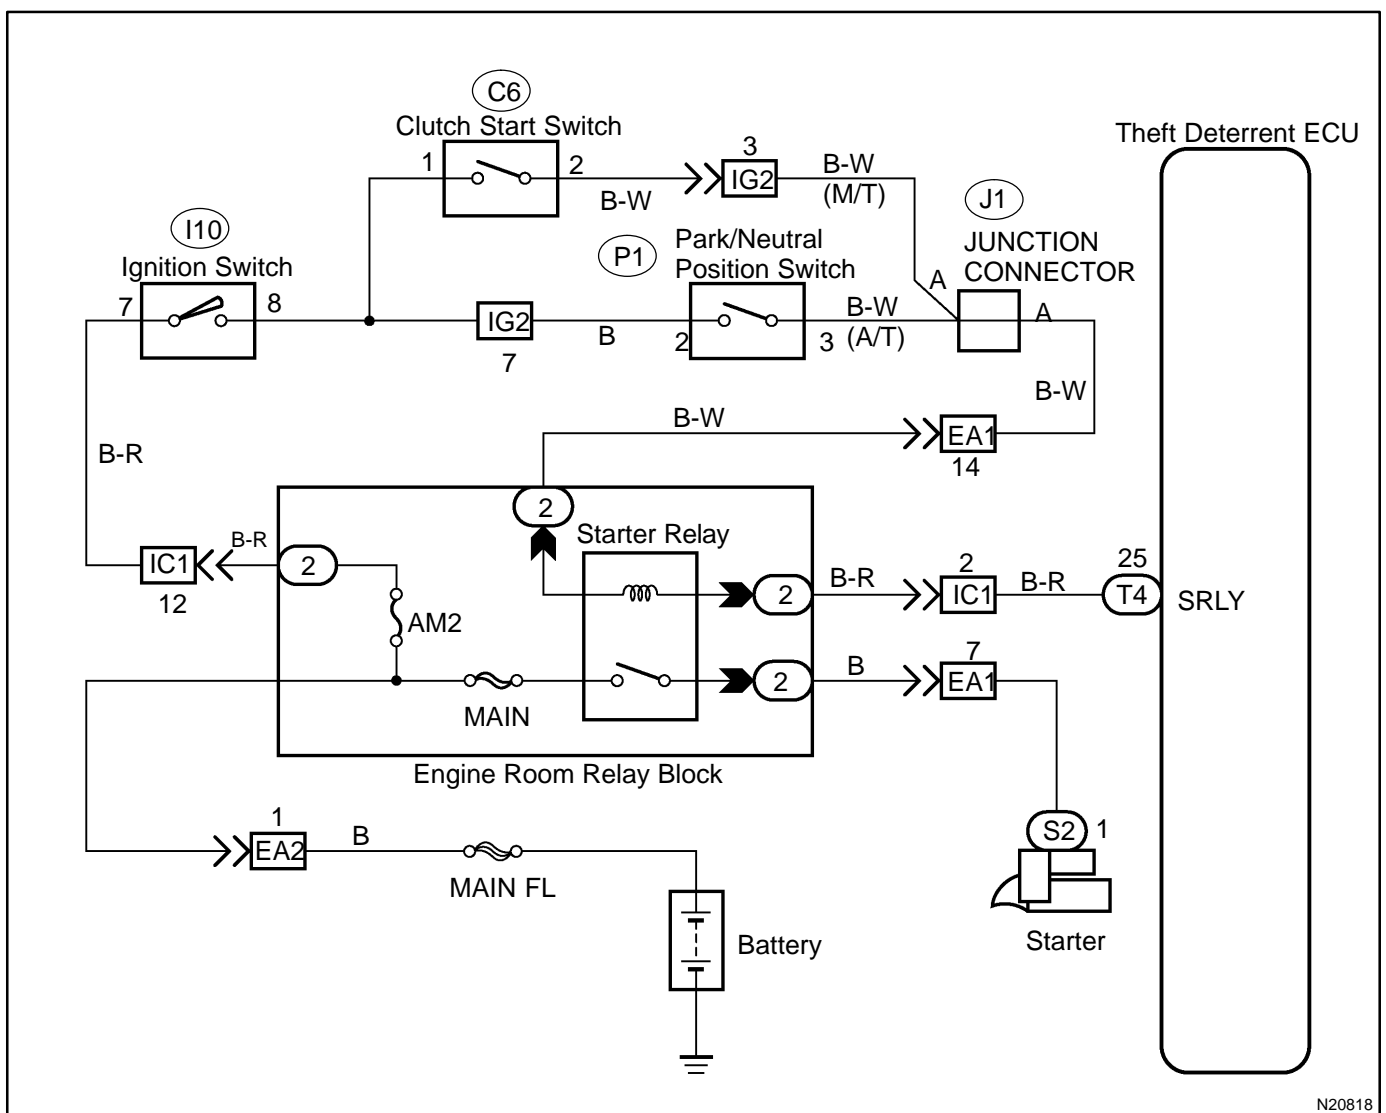 C6
Clutch Start Switch
1
2
B-W
3
IG2
B-W
(M/T)
Theft Deterrent ECU
J1
JUNCTION
CONNECTOR
A
A
I10
Ignition Switch
7
8
IG2
7
B
P1
Park/Neutral
Position Switch
2
3
B-W
(A/T)
B-W
B-W
EA1
14
B-R
IC1
12
B-R
2
2
Starter Relay
AM2
MAIN
2
B-R
2
IC1
B-R
25
T4
SRLY
2
B
7
EA1
Engine Room Relay Block
1
EA2
B
MAIN FL
Battery
S2
1
Starter
N20818